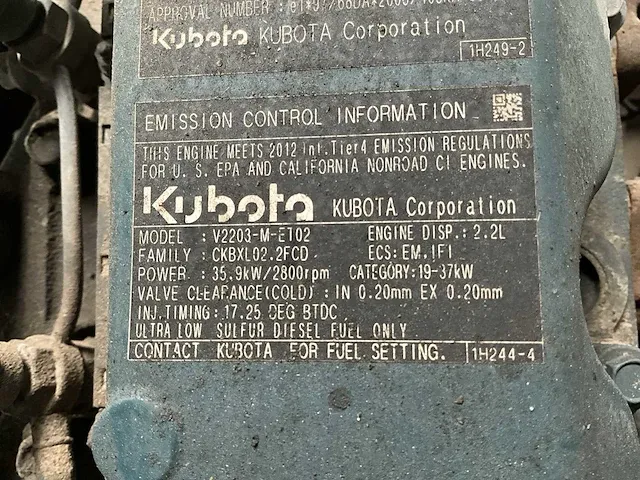 APPROVAL NUMBER :
Kubota KUBOTA Corporation
1H249-2
EMISSION CONTROL INFORMATION
THIS ENGINE MEETS 2012 int.Tier4 EMISSION REGULATIONS
FOR U. S. EPA AND CALIFORNIA NONROAD CI ENGINES.
Kubota KUBOTA Corporation
MODEL : V2203-M-ET02 ENGINE DISP.: 2.2L
FAMILY : CKBXL02.2FCD ECS: EM, IFI
POWER : 35.9kW/2800rpm CATEGORY:19-37kW
VALVE CLEARANCE(COLD) : IN 0.20mm EX 0.20mm
INJ.TIMING: 17.25 DEG BTDC
ULTRA LOW SULFUR DIESEL FUEL ONLY
CONTACT KUBOTA FOR FUEL SETTING. 1H244-4